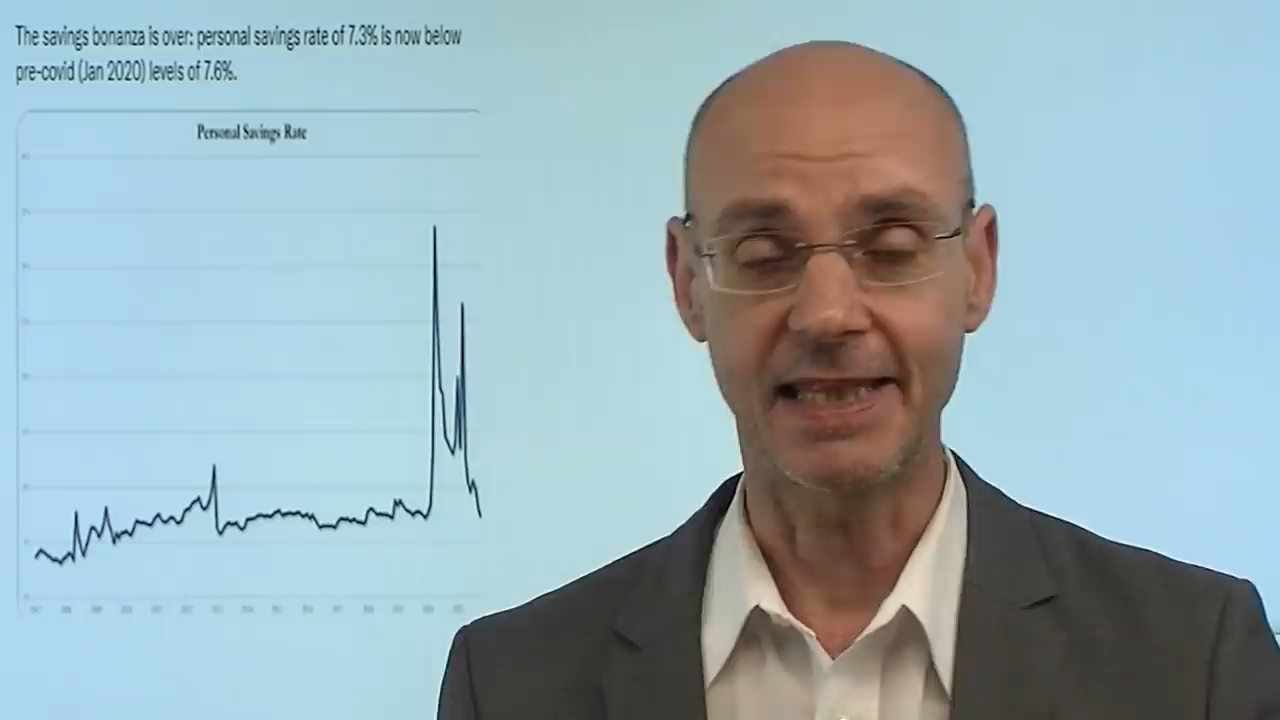 The savings bonanza is over: personal savings rate of 7.3% is now below
pre-covid (Jan 2020) levels of 7.6%.
Personal Savings Rate